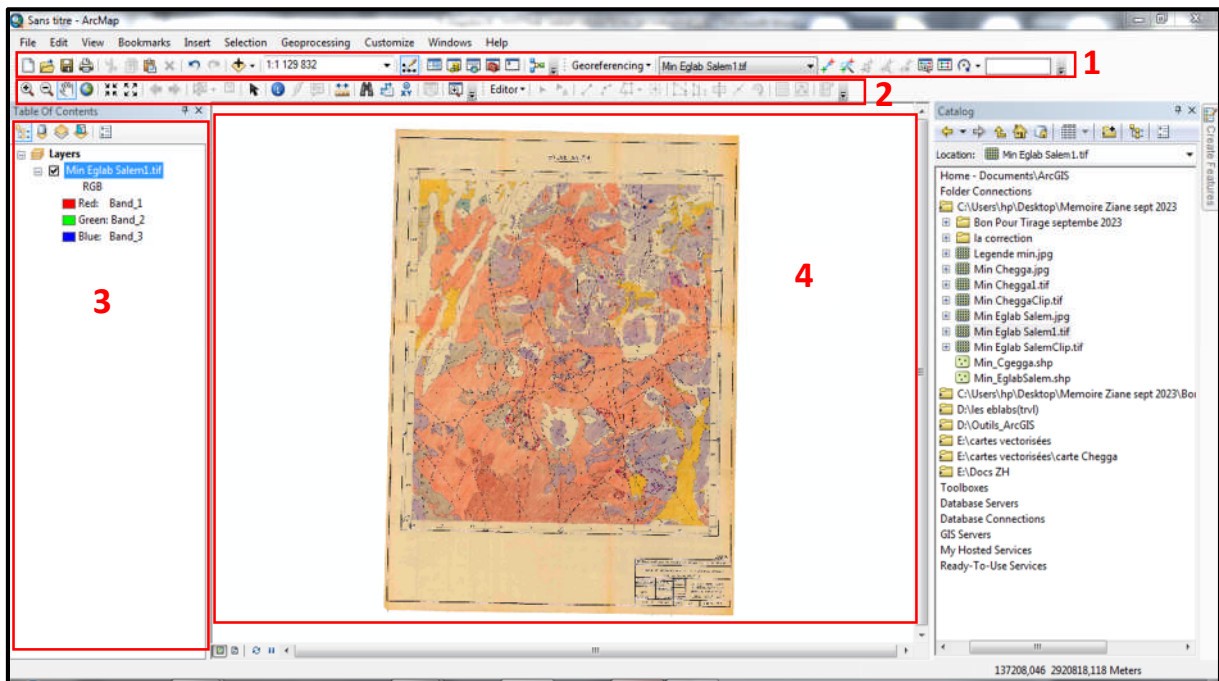 Sans titre - ArcMap
File Edit View Bookmarks Insert Selection Geoprocessing Customize Windows Help
1:1 129 832 Georeferencing Min Eglab Salem1.tif
1
Editor
2
Table Of Contents
Layers
Min Eglab Salem1.tif
RGB
Red: Band_1
Green: Band_2
Blue: Band_3
3
4
Catalog
Location: Min Eglab Salem1.tif
Home - Documents\ArcGIS
Folder Connections
C:\Users\hp\Desktop\Memoire Ziane sept 2023
Bon Pour Tirage septembre 2023
la correction
Legende min.jpg
Min Chegga.jpg
Min Chegga1.tif
Min CheggaClip.tif
Min Eglab Salem.jpg
Min Eglab Salem1.tif
Min Eglab SalemClip.tif
Min_Cgegga.shp
Min_EglabSalem.shp
C:\Users\hp\Desktop\Memoire Ziane sept 2023\Bo
D:\les eblabs(trvl)
D:\Outils_ArcGIS
E:\cartes vectorisées
E:\cartes vectorisées\carte Chegga
E:\Docs ZH
Toolboxes
Database Servers
Database Connections
GIS Servers
My Hosted Services
Ready-To-Use Services
Create Features
137208,046 2920818,118 Meters